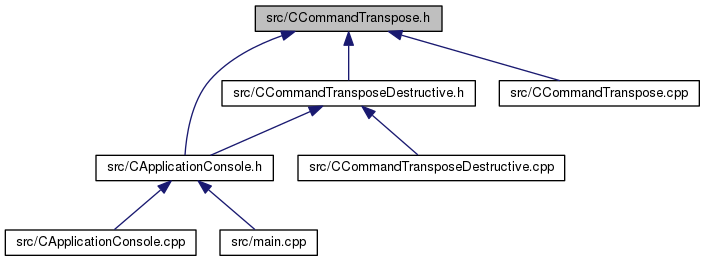 src/CCommandTranspose.h
src/CCommandTransposeDestructive.h
src/CCommandTranspose.cpp
src/CApplicationConsole.h
src/CCommandTransposeDestructive.cpp
src/CApplicationConsole.cpp
src/main.cpp